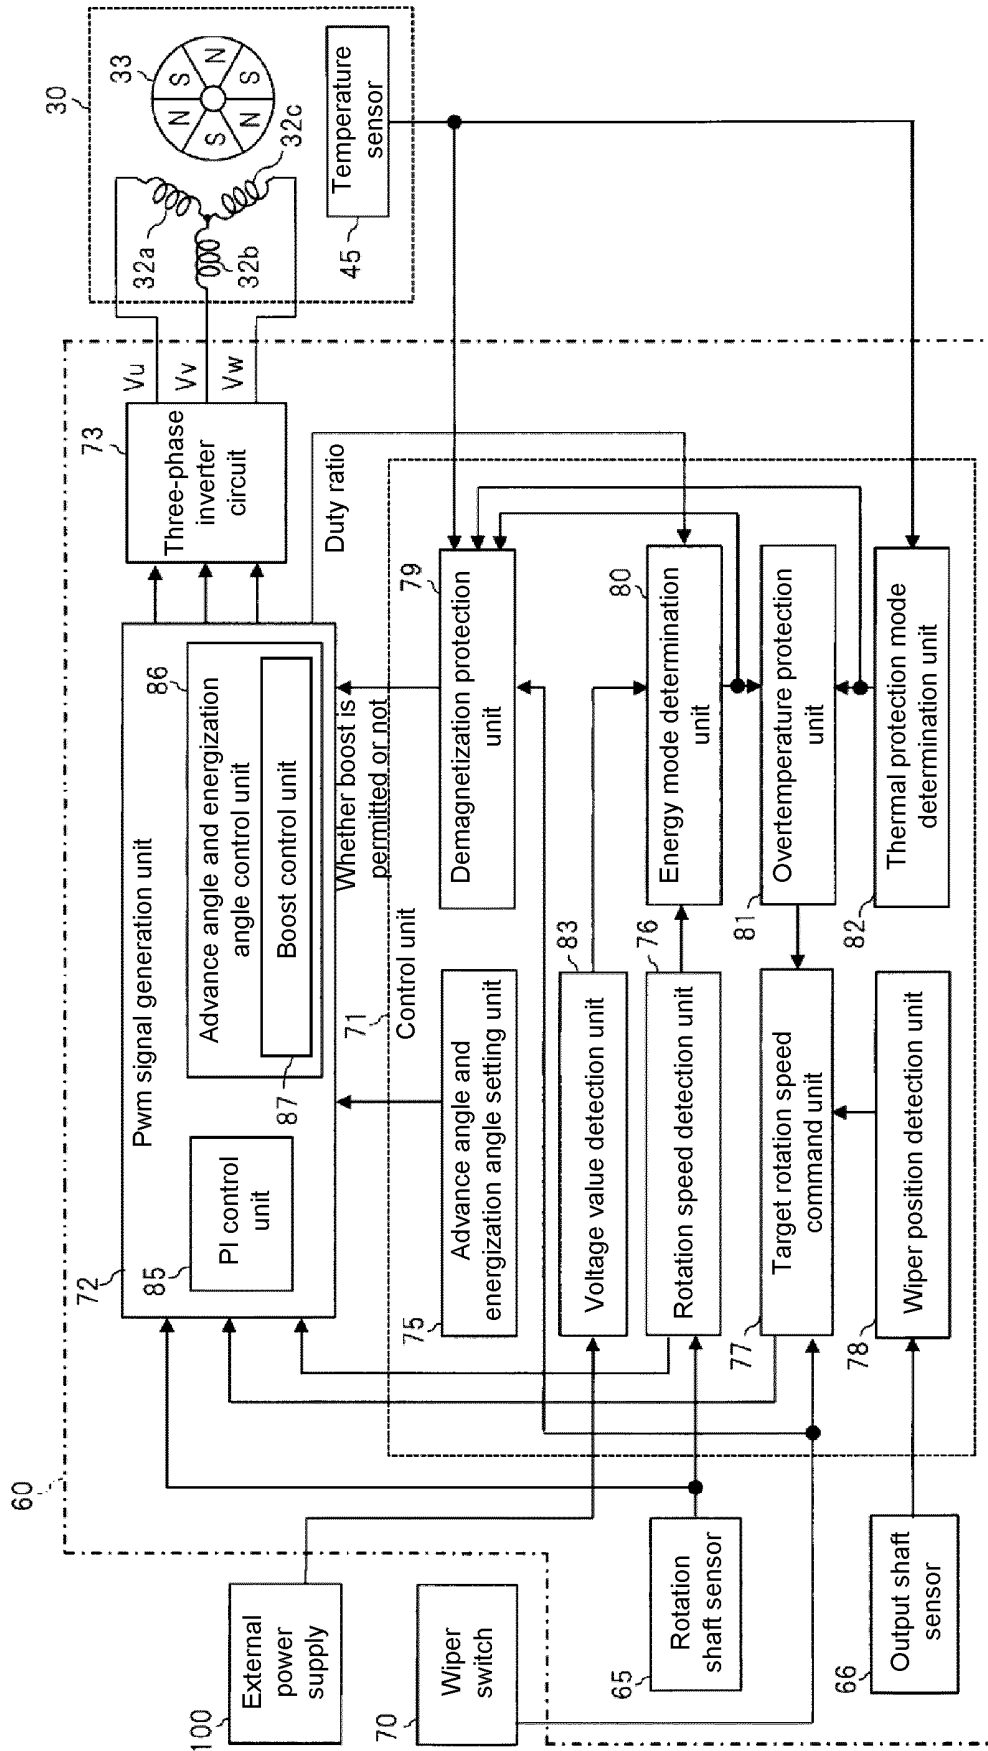 30
33
N
S
N
S
N
S
32a
32b
32c
Temperature
sensor
45
60
Vu
Vv
Vw
73
Three-phase
inverter
circuit
Duty ratio
72
Pwm signal generation unit
85
PI control
unit
86
Advance angle and energization
angle control unit
Boost control unit
87
Whether boost is
permitted or not
71
Control unit
75
Advance angle and
energization angle setting unit
79
Demagnetization protection
unit
83
Voltage value detection unit
76
Rotation speed detection unit
80
Energy mode determination
unit
77
Target rotation speed
command unit
81
Overtemperature protection
unit
78
Wiper position detection unit
82
Thermal protection mode
determination unit
100
External
power
supply
70
Wiper
switch
65
Rotation
shaft sensor
66
Output shaft
sensor